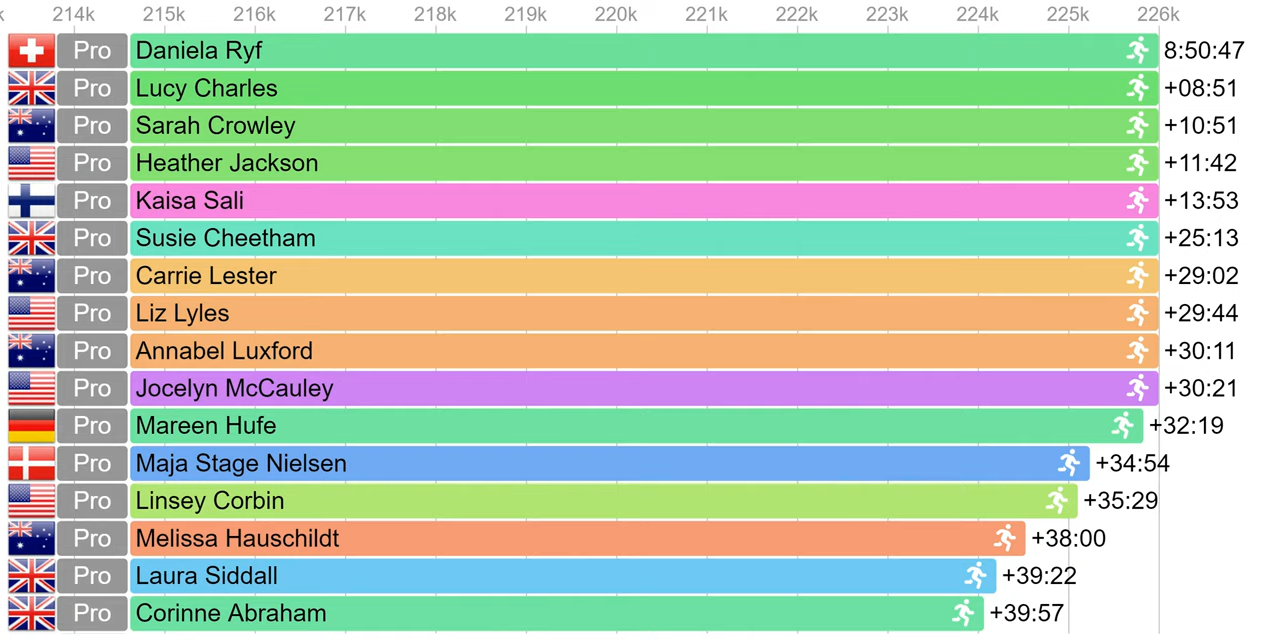 214k 215k 216k 217k 218k 219k 220k 221k 222k 223k 224k 225k 226k
Pro Daniela Ryf 8:50:47
Pro Lucy Charles +08:51
Pro Sarah Crowley +10:51
Pro Heather Jackson +11:42
Pro Kaisa Sali +13:53
Pro Susie Cheetham +25:13
Pro Carrie Lester +29:02
Pro Liz Lyles +29:44
Pro Annabel Luxford +30:11
Pro Jocelyn McCauley +30:21
Pro Mareen Hufe +32:19
Pro Maja Stage Nielsen +34:54
Pro Linsey Corbin +35:29
Pro Melissa Hauschildt +38:00
Pro Laura Siddall +39:22
Pro Corinne Abraham +39:57